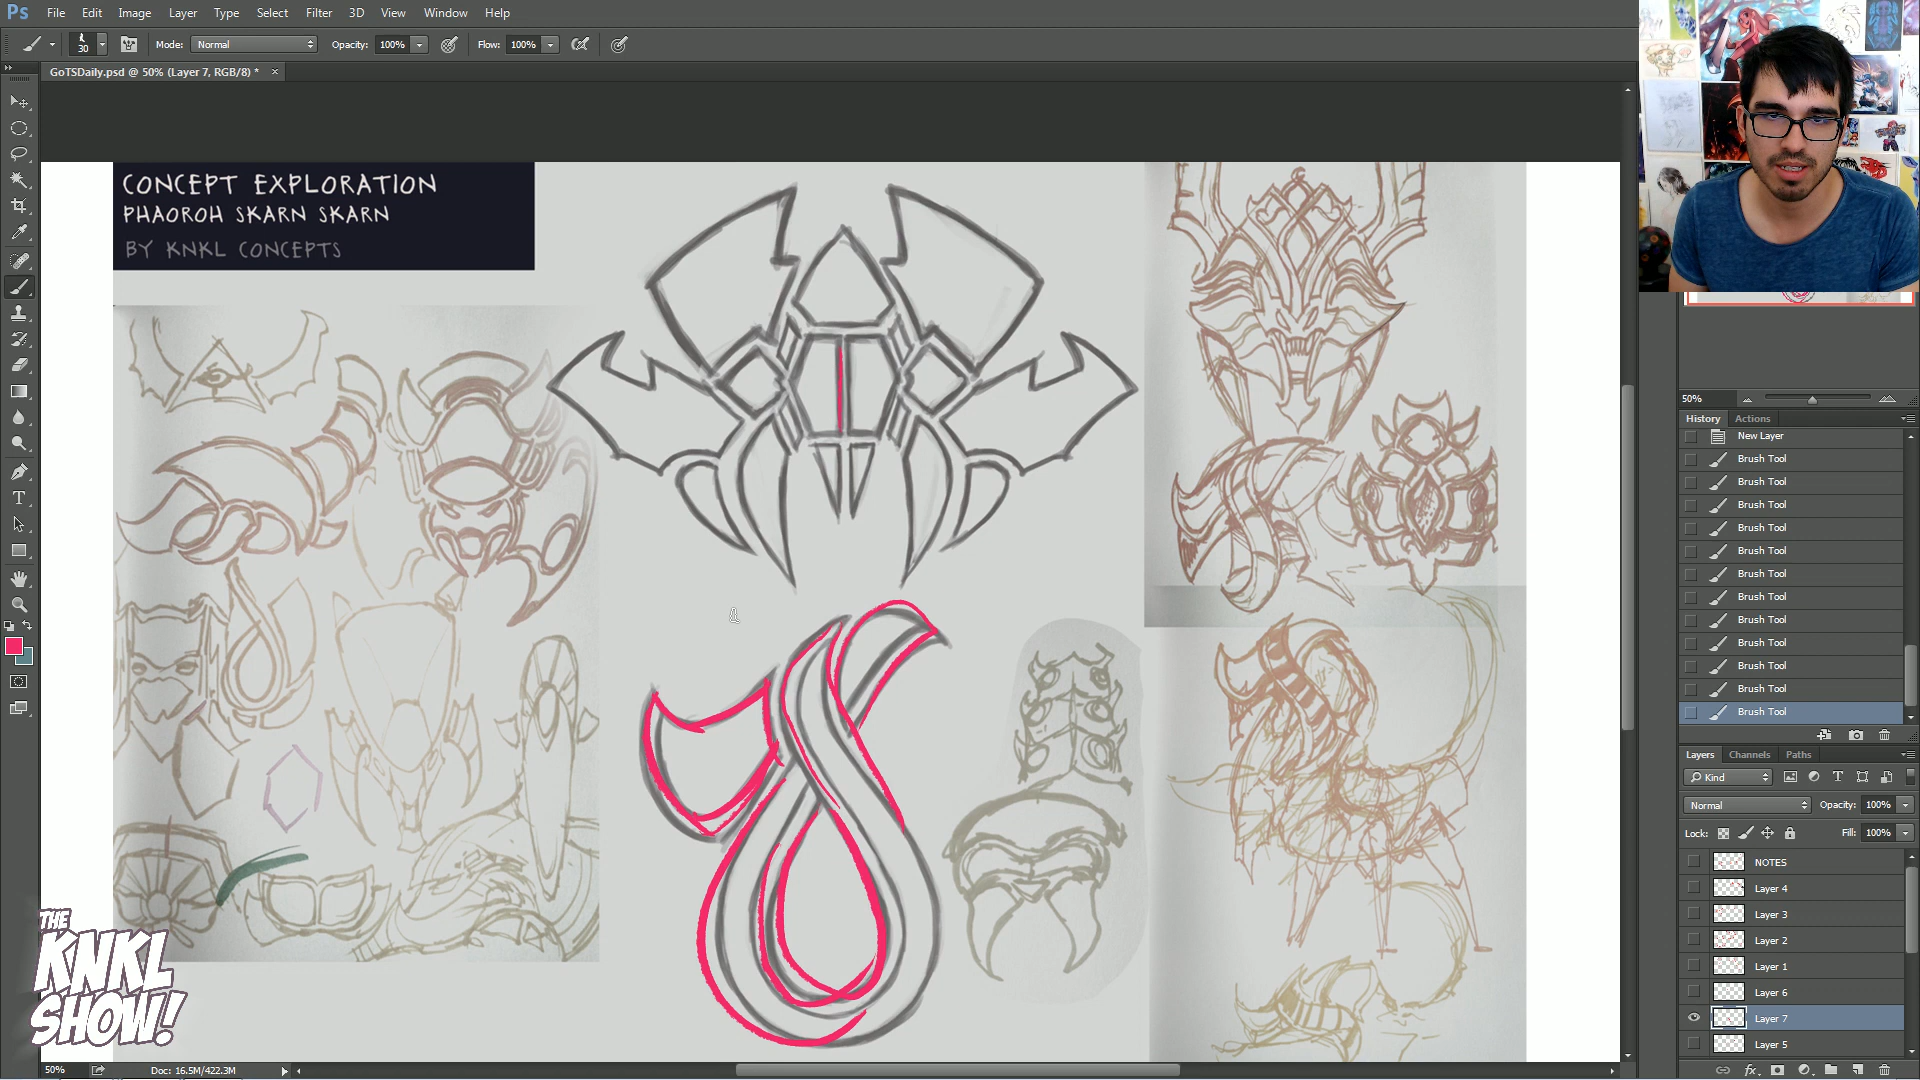 Ps File Edit Image Layer Type Select Filter 3D View Window Help
30 Mode: Normal Opacity: 100% Flow: 100%
GoTSDaily.psd @ 50% (Layer 7, RGB/8) *
CONCEPT EXPLORATION
PHAOROH SKARN SKARN
BY KNKL CONCEPTS
THE
KNKL
SHOW!
50%
History Actions
New Layer
Brush Tool
Brush Tool
Brush Tool
Brush Tool
Brush Tool
Brush Tool
Brush Tool
Brush Tool
Brush Tool
Brush Tool
Brush Tool
Brush Tool
Layers Channels Paths
Kind
Normal Opacity: 100%
Lock: Fill: 100%
NOTES
Layer 4
Layer 3
Layer 2
Layer 1
Layer 6
Layer 7
Layer 5
50% Doc: 16.5M/422.3M